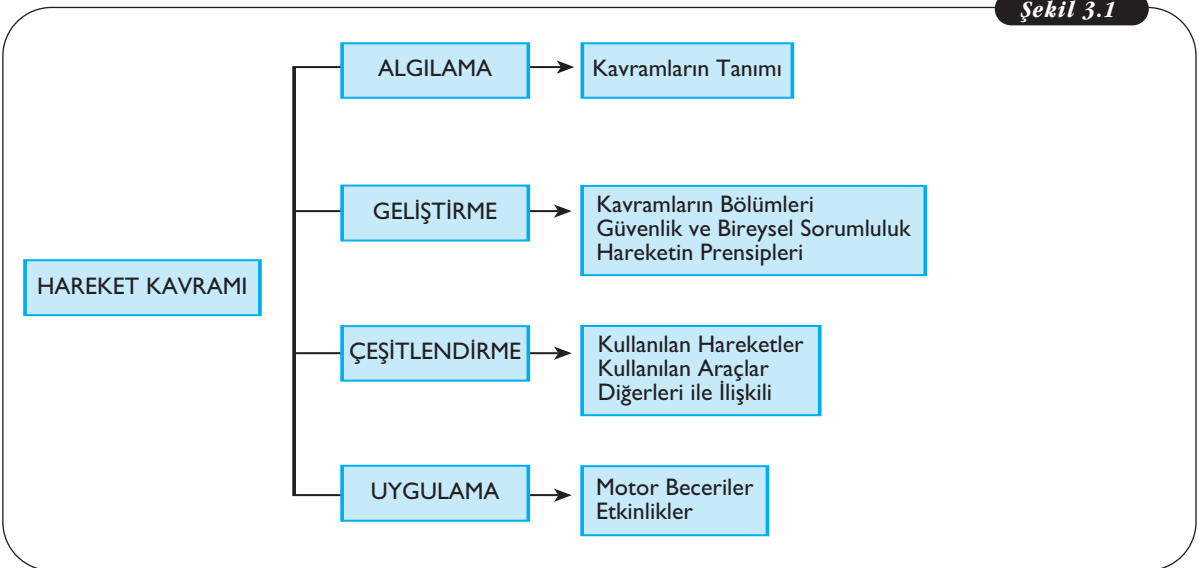 Şekil 3.1
ALGILAMA
Kavramların Tanımı
GELİŞTİRME
Kavramların Bölümleri
Güvenlik ve Bireysel Sorumluluk
Hareketin Prensipleri
HAREKET KAVRAMI
ÇEŞİTLENDİRME
Kullanılan Hareketler
Kullanılan Araçlar
Diğerleri ile İlişkili
UYGULAMA
Motor Beceriler
Etkinlikler